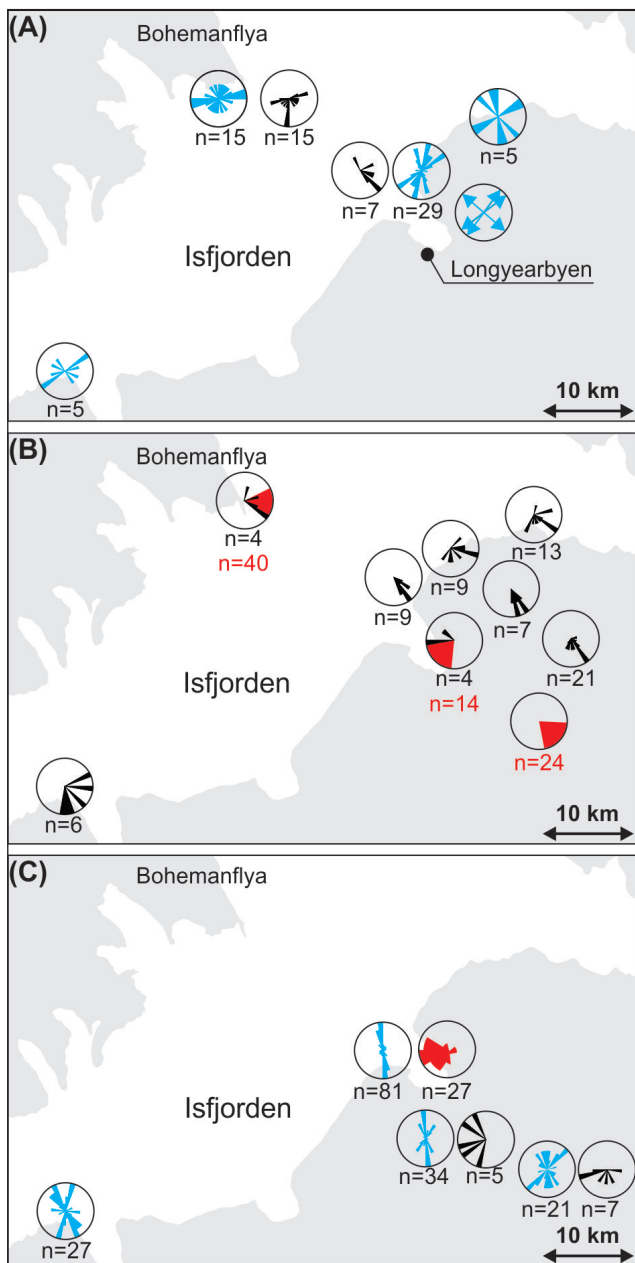 (A)
Bohemanflya
n=15
n=15
n=5
n=7
n=29
Isfjorden
Longyearbyen
n=5
10 km
(B)
Bohemanflya
n=4
n=40
n=13
n=9
n=9
n=7
n=4
n=14
n=21
Isfjorden
n=24
n=6
10 km
(C)
Bohemanflya
n=81
n=27
Isfjorden
n=34
n=5
n=21
n=7
n=27
10 km